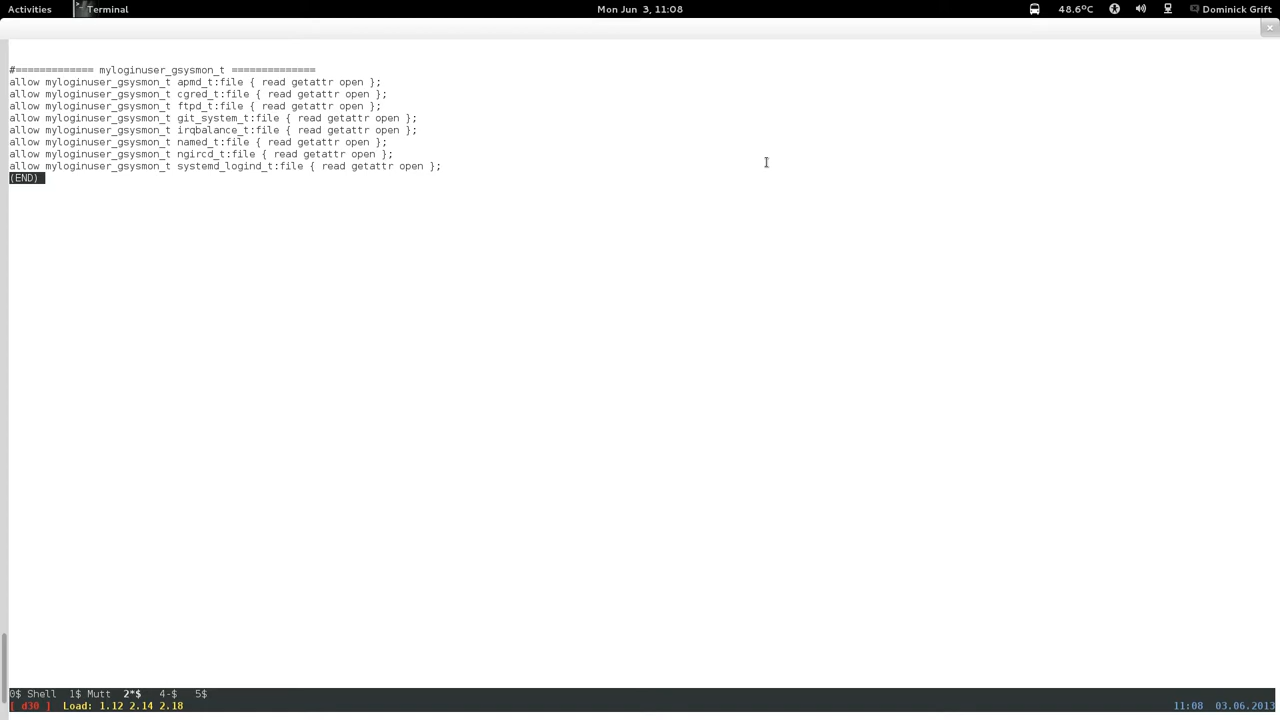 Activities
Terminal
Mon Jun 3, 11:08
48.6°C
Dominick Grift
#============= myloginuser_gsysmon_t ==============
allow myloginuser_gsysmon_t apmd_t:file { read getattr open };
allow myloginuser_gsysmon_t cgred_t:file { read getattr open };
allow myloginuser_gsysmon_t ftpd_t:file { read getattr open };
allow myloginuser_gsysmon_t git_system_t:file { read getattr open };
allow myloginuser_gsysmon_t irqbalance_t:file { read getattr open };
allow myloginuser_gsysmon_t named_t:file { read getattr open };
allow myloginuser_gsysmon_t ngircd_t:file { read getattr open };
allow myloginuser_gsysmon_t systemd_logind_t:file { read getattr open };
(END)
0$ Shell 1$ Mutt 2*$ 4-$ 5$
[ d30 ] Load: 1.12 2.14 2.18 11:08 03.06.2013